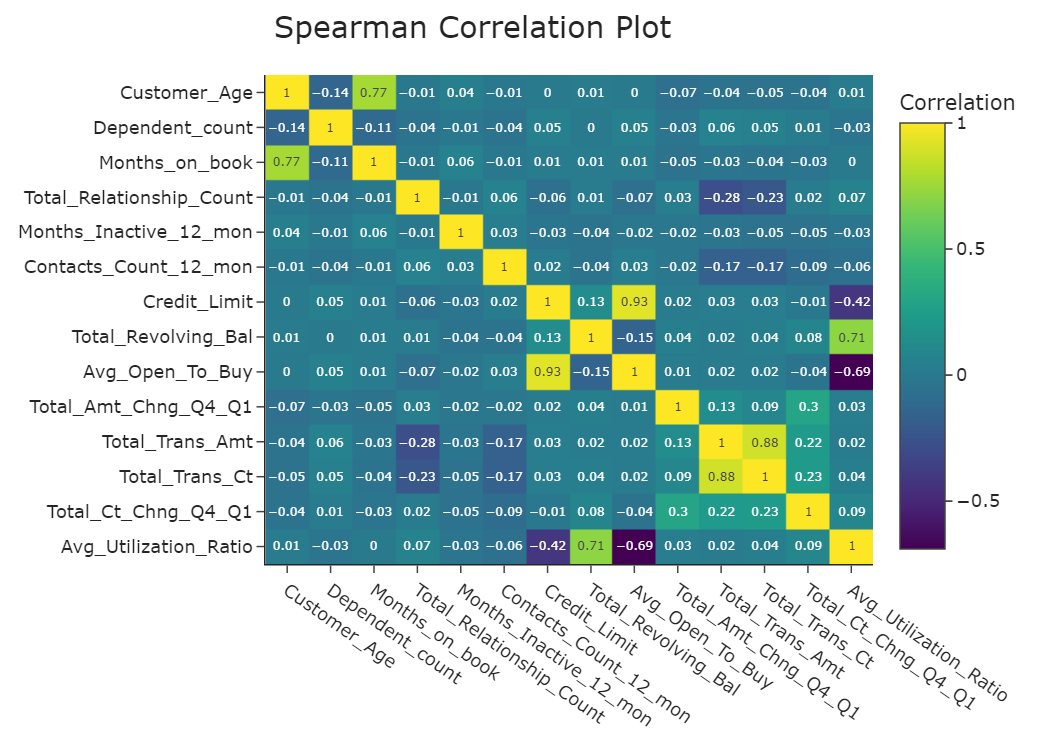 Spearman Correlation Plot
Correlation
Customer_Age 1 −0.14 0.77 −0.01 0.04 −0.01 0 0.01 0 −0.07 −0.04 −0.05 −0.04 0.01
Dependent_count −0.14 1 −0.11 −0.04 −0.01 −0.04 0.05 0 0.05 −0.03 0.06 0.05 0.01 −0.03
Months_on_book 0.77 −0.11 1 −0.01 0.06 −0.01 0.01 0.01 0.01 −0.05 −0.03 −0.04 −0.03 0
Total_Relationship_Count −0.01 −0.04 −0.01 1 −0.01 0.06 −0.06 0.01 −0.07 0.03 −0.28 −0.23 0.02 0.07
Months_Inactive_12_mon 0.04 −0.01 0.06 −0.01 1 0.03 −0.03 −0.04 −0.02 −0.02 −0.03 −0.05 −0.05 −0.03
Contacts_Count_12_mon −0.01 −0.04 −0.01 0.06 0.03 1 0.02 −0.04 0.03 −0.02 −0.17 −0.17 −0.09 −0.06
Credit_Limit 0 0.05 0.01 −0.06 −0.03 0.02 1 0.13 0.93 0.02 0.03 0.03 −0.01 −0.42
Total_Revolving_Bal 0.01 0 0.01 0.01 −0.04 −0.04 0.13 1 −0.15 0.04 0.02 0.04 0.08 0.71
Avg_Open_To_Buy 0 0.05 0.01 −0.07 −0.02 0.03 0.93 −0.15 1 0.01 0.02 0.02 −0.04 −0.69
Total_Amt_Chng_Q4_Q1 −0.07 −0.03 −0.05 0.03 −0.02 −0.02 0.02 0.04 0.01 1 0.13 0.09 0.3 0.03
Total_Trans_Amt −0.04 0.06 −0.03 −0.28 −0.03 −0.17 0.03 0.02 0.02 0.13 1 0.88 0.22 0.02
Total_Trans_Ct −0.05 0.05 −0.04 −0.23 −0.05 −0.17 0.03 0.04 0.02 0.09 0.88 1 0.23 0.04
Total_Ct_Chng_Q4_Q1 −0.04 0.01 −0.03 0.02 −0.05 −0.09 −0.01 0.08 −0.04 0.3 0.22 0.23 1 0.09
Avg_Utilization_Ratio 0.01 −0.03 0 0.07 −0.03 −0.06 −0.42 0.71 −0.69 0.03 0.02 0.04 0.09 1
1
0.5
0
−0.5
Customer_Age
Dependent_count
Months_on_book
Total_Relationship_Count
Months_Inactive_12_mon
Contacts_Count_12_mon
Credit_Limit
Total_Revolving_Bal
Avg_Open_To_Buy
Total_Amt_Chng_Q4_Q1
Total_Trans_Amt
Total_Trans_Ct
Total_Ct_Chng_Q4_Q1
Avg_Utilization_Ratio